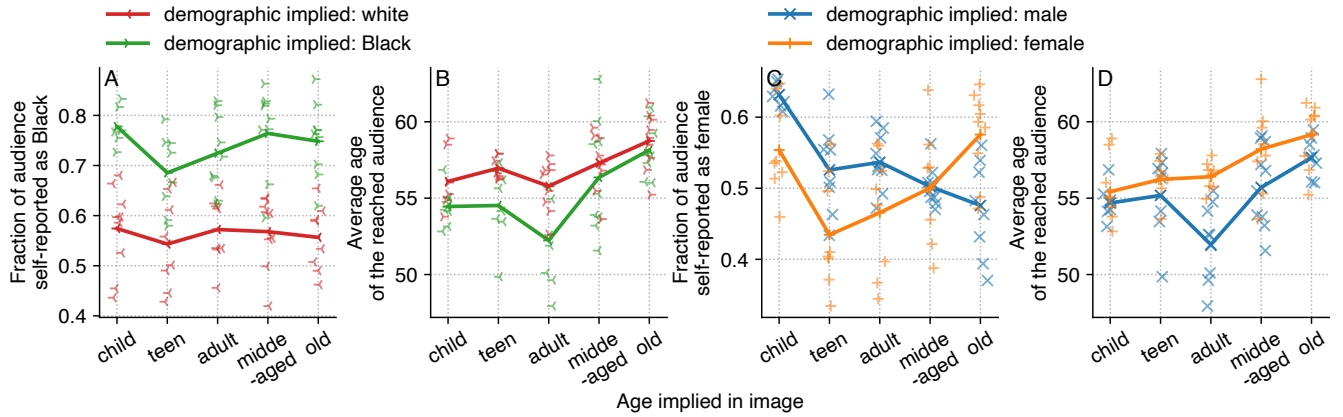 demographic implied: white
demographic implied: Black
demographic implied: male
demographic implied: female
A
Fraction of audience
self-reported as Black
0.8
0.7
0.6
0.5
0.4
child
teen
adult
midde
-aged
old
B
Average age
of the reached audience
60
55
50
child
teen
adult
midde
-aged
old
C
Fraction of audience
self-reported as female
0.6
0.5
0.4
child
teen
adult
midde
-aged
old
D
Average age
of the reached audience
60
55
50
child
teen
adult
midde
-aged
old
Age implied in image